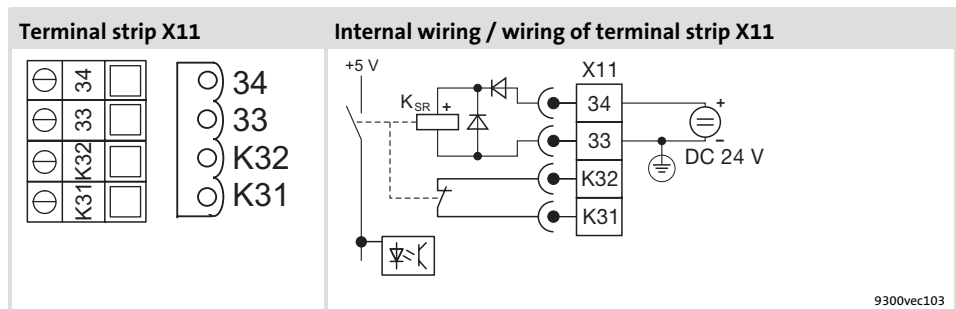 Terminal strip X11
Internal wiring / wiring of terminal strip X11
34
33
K32
K31
34
33
K32
K31
+5 V
KSR
+
X11
34
33
K32
K31
+
–
DC 24 V
9300vec103